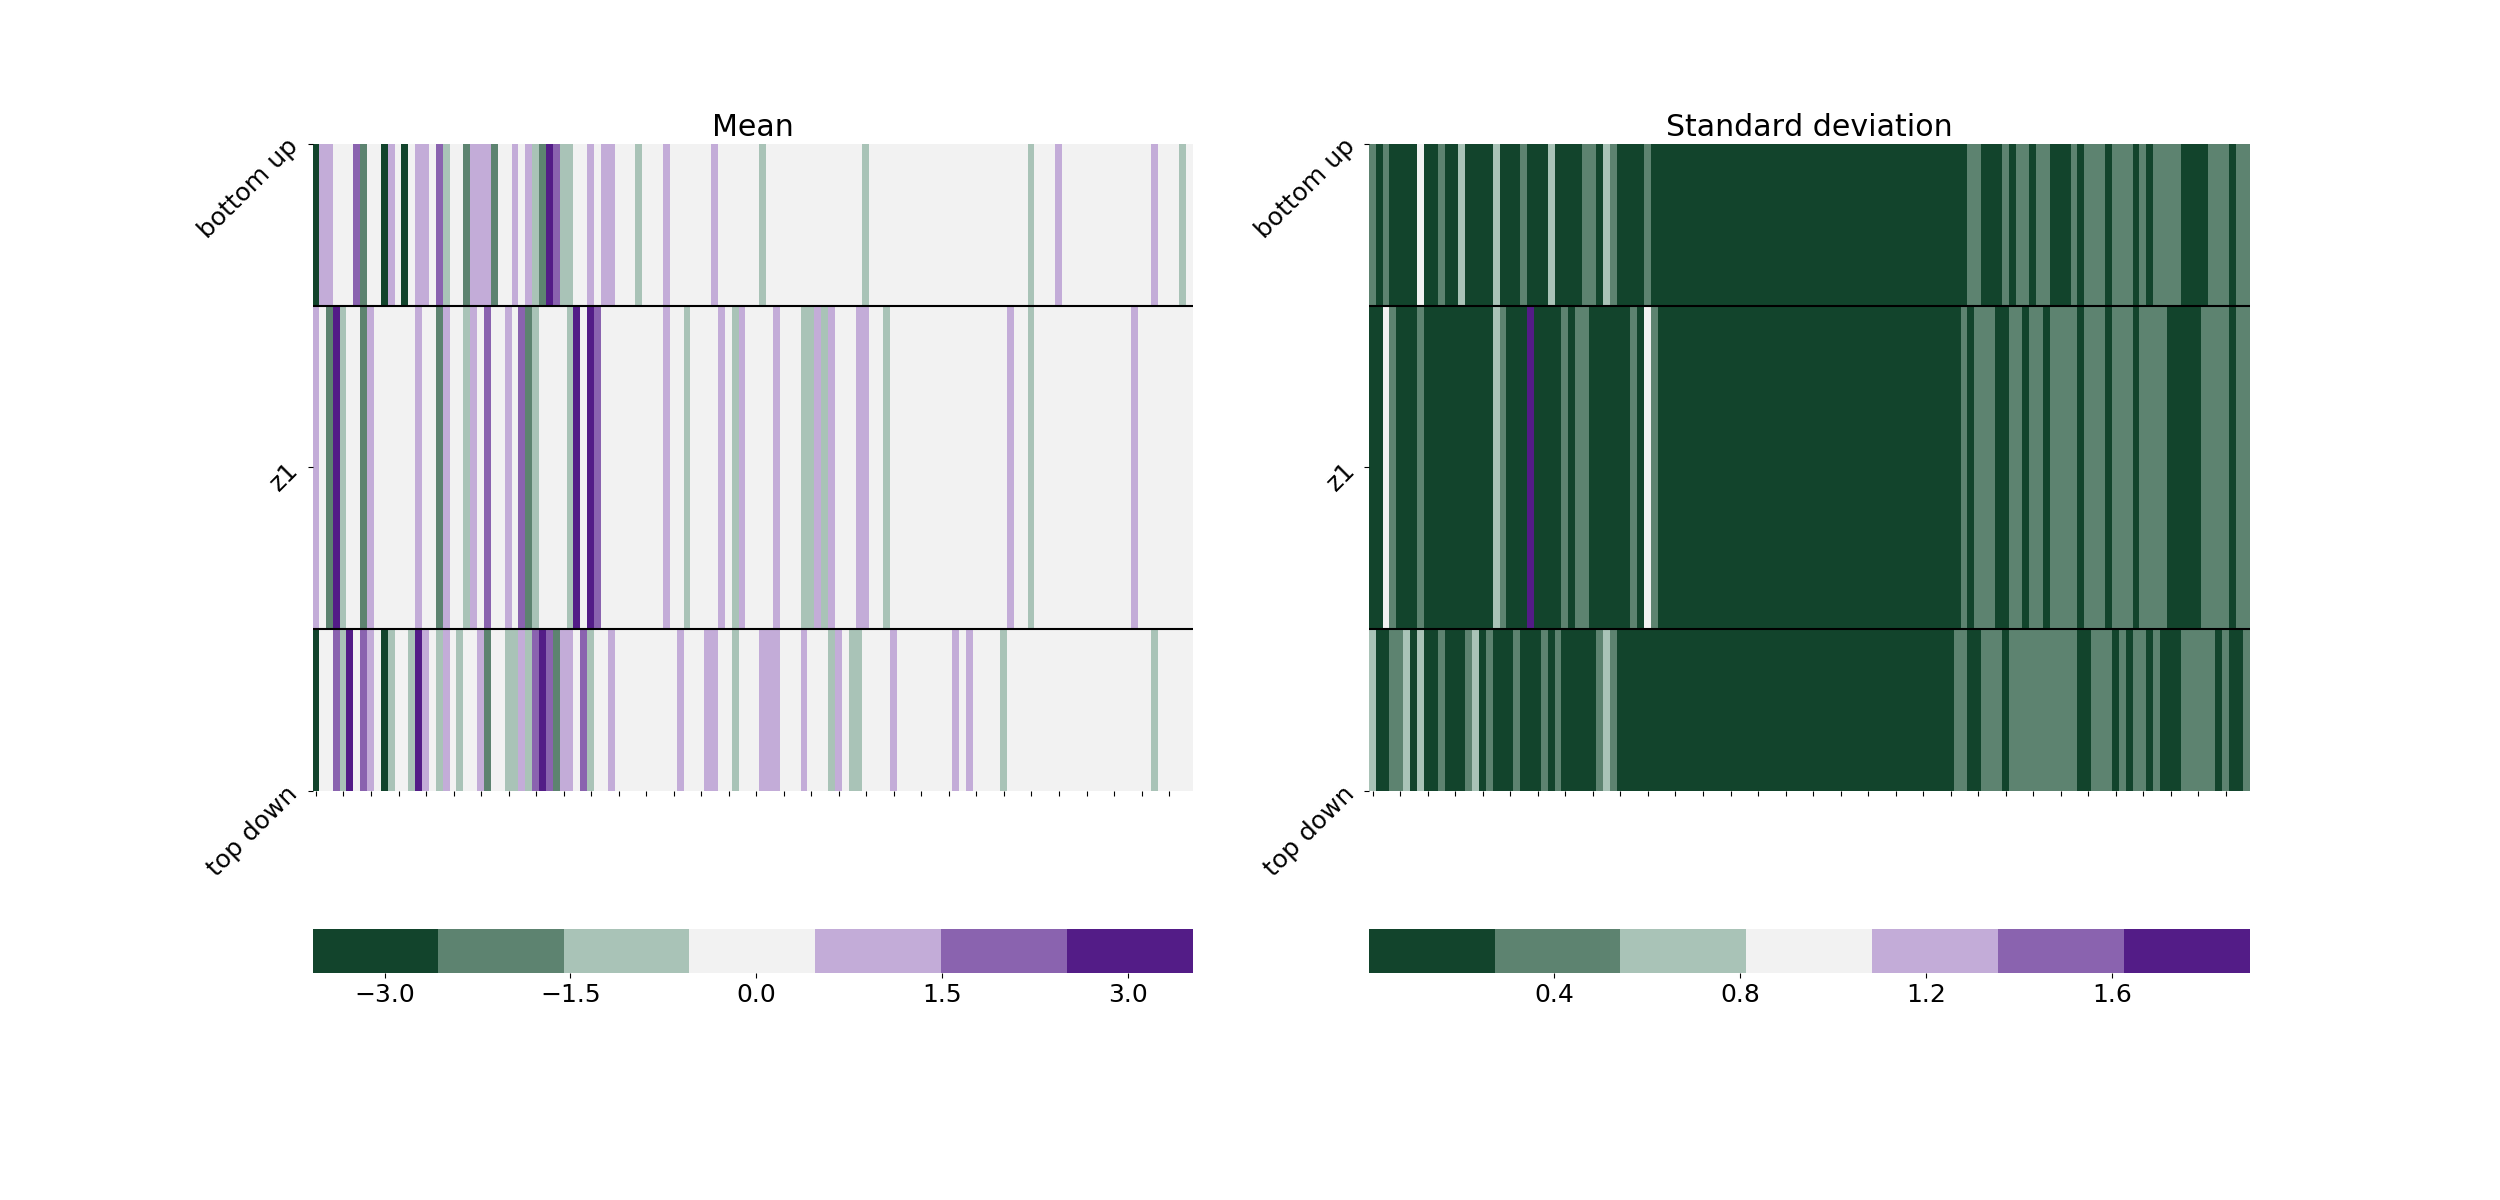 Mean
bottom up
z1
top down
−3.0
−1.5
0.0
1.5
3.0
Standard deviation
bottom up
z1
top down
0.4
0.8
1.2
1.6